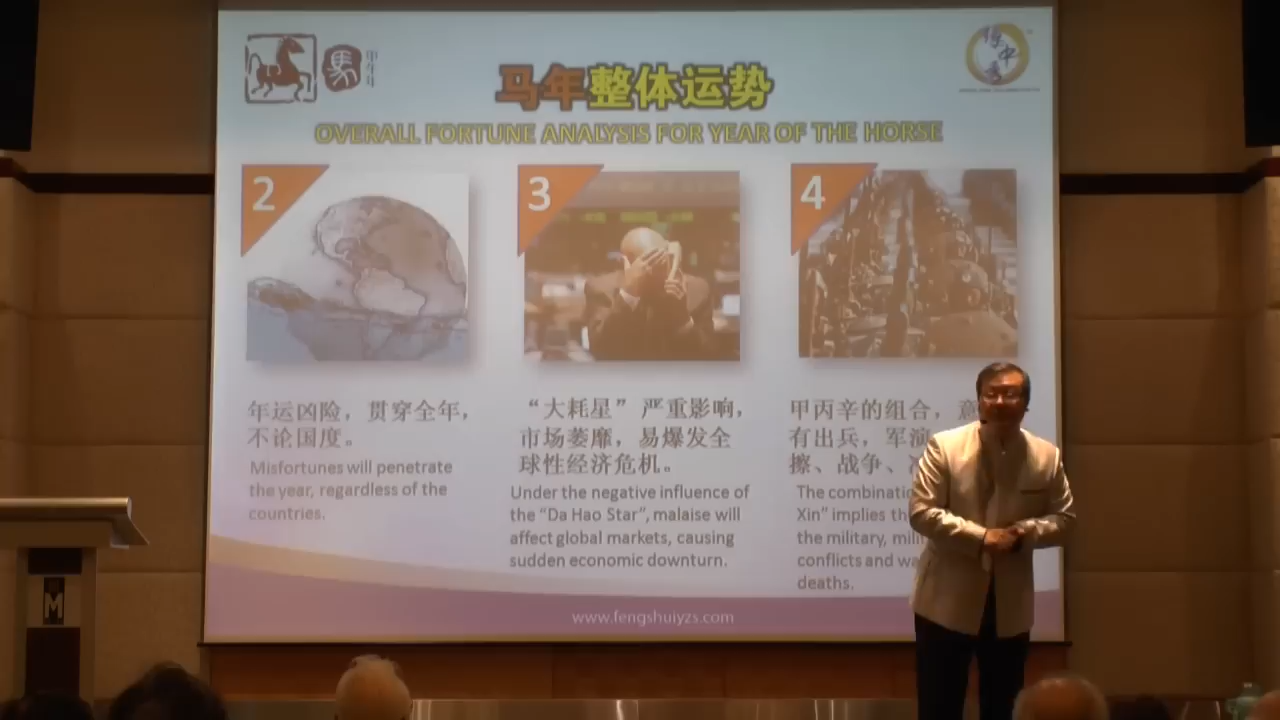 馬
马年整体运势
OVERALL FORTUNE ANALYSIS FOR YEAR OF THE HORSE
2
年运凶险，贯穿全年，
不论国度。
Misfortunes will penetrate
the year, regardless of the
countries.
3
“大耗星”严重影响，
市场萎靡，易爆发全
球性经济危机。
Under the negative influence of
the “Da Hao Star”, malaise will
affect global markets, causing
sudden economic downturn.
4
甲丙辛的组合，意
有出兵，军演
擦、战争、
The
Xin” implies
the military,
conflicts and
deaths.
www.fengshuiyzs.com
M